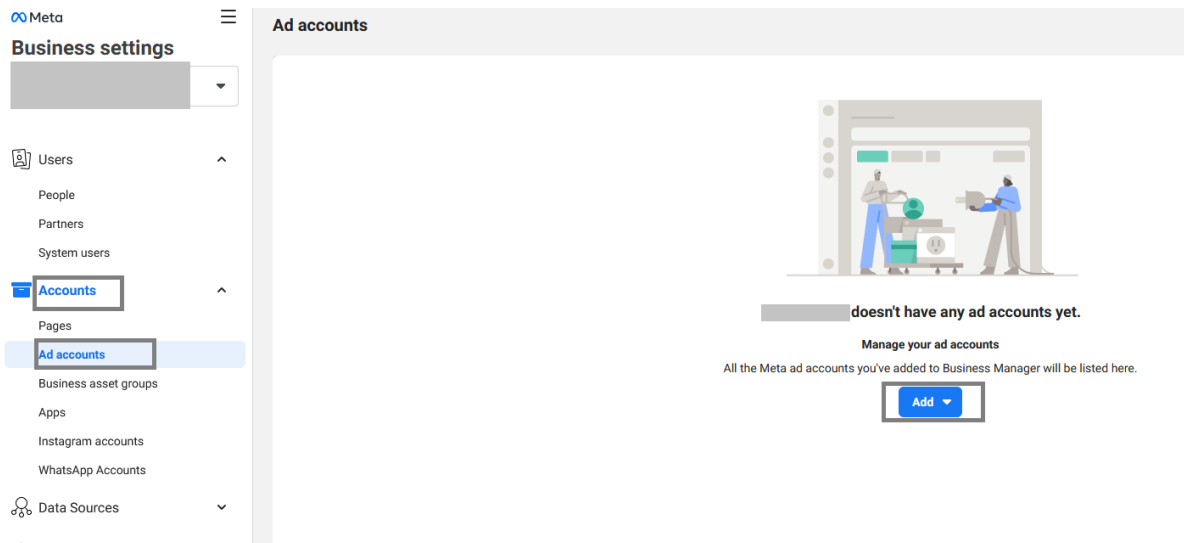 Meta
Business settings
Users
People
Partners
System users
Accounts
Pages
Ad accounts
Business asset groups
Apps
Instagram accounts
WhatsApp Accounts
Data Sources
Ad accounts
doesn't have any ad accounts yet.
Manage your ad accounts
All the Meta ad accounts you've added to Business Manager will be listed here.
Add